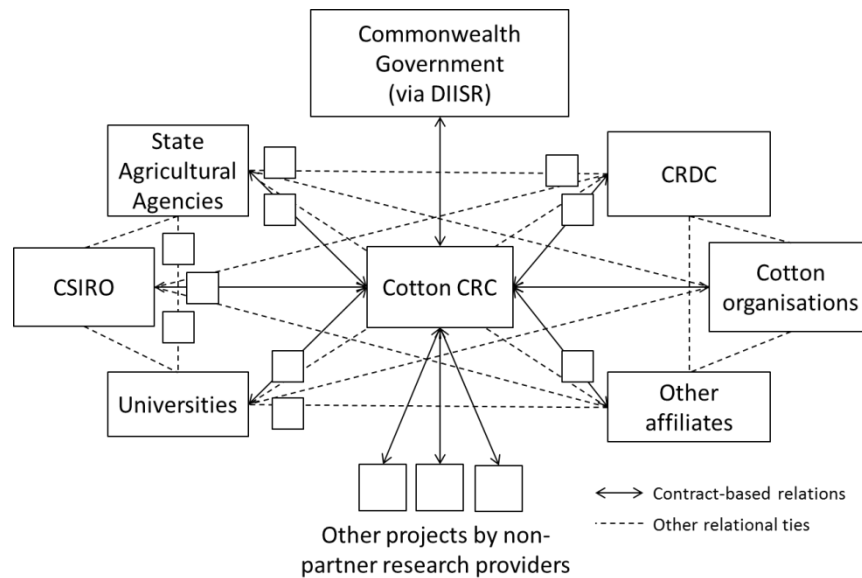 Commonwealth
Government
(via DIISR)
State
Agricultural
Agencies
CRDC
CSIRO
Cotton CRC
Cotton
organisations
Universities
Other
affiliates
Contract-based relations
Other relational ties
Other projects by non-
partner research providers